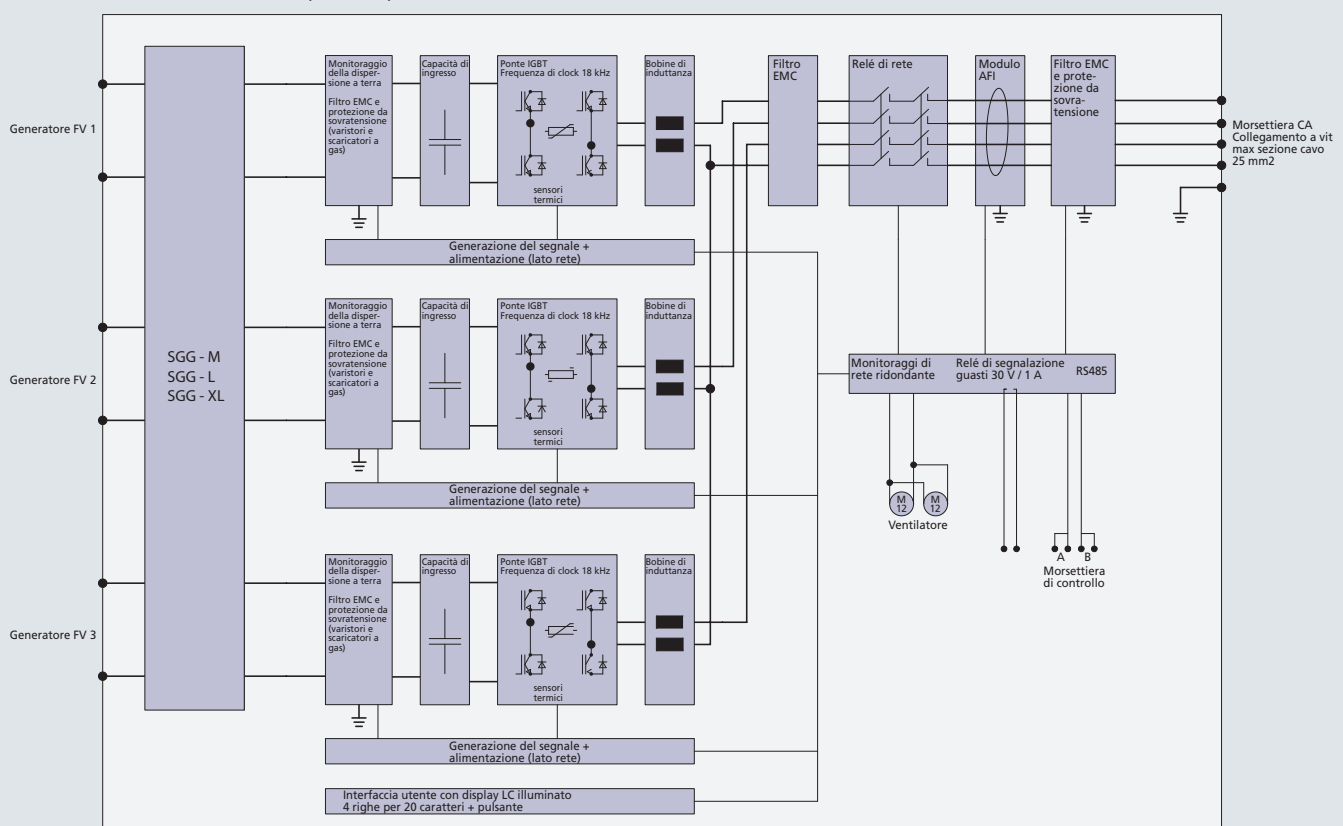 Generatore FV 1
Generatore FV 2
Generatore FV 3
SGG - M
SGG - L
SGG - XL
Monitoraggio
della disper-
sione a terra
Filtro EMC e
protezione da
sovratensione
(varistori e
scaricatori a
gas)
Capacità di
ingresso
Ponte IGBT
Frequenza di clock 18 kHz
sensori
termici
Bobine di
induttanza
Generazione del segnale +
alimentazione (lato rete)
Monitoraggio
della disper-
sione a terra
Filtro EMC e
protezione da
sovratensione
(varistori e
scaricatori a
gas)
Capacità di
ingresso
Ponte IGBT
Frequenza di clock 18 kHz
sensori
termici
Bobine di
induttanza
Generazione del segnale +
alimentazione (lato rete)
Monitoraggio
della disper-
sione a terra
Filtro EMC e
protezione da
sovratensione
(varistori e
scaricatori a
gas)
Capacità di
ingresso
Ponte IGBT
Frequenza di clock 18 kHz
sensori
termici
Bobine di
induttanza
Generazione del segnale +
alimentazione (lato rete)
Interfaccia utente con display LC illuminato
4 righe per 20 caratteri + pulsante
Filtro
EMC
Relé di rete
Modulo
AFI
Filtro EMC
e prote-
zione da
sovra-
tensione
Morsettiera CA
Collegamento a vit
max sezione cavo
25 mm2
Monitoraggi di
rete ridondante
Relé di segnalazione
guasti 30 V / 1 A
RS485
M
12
M
12
Ventilatore
A
B
Morsettiera
di controllo